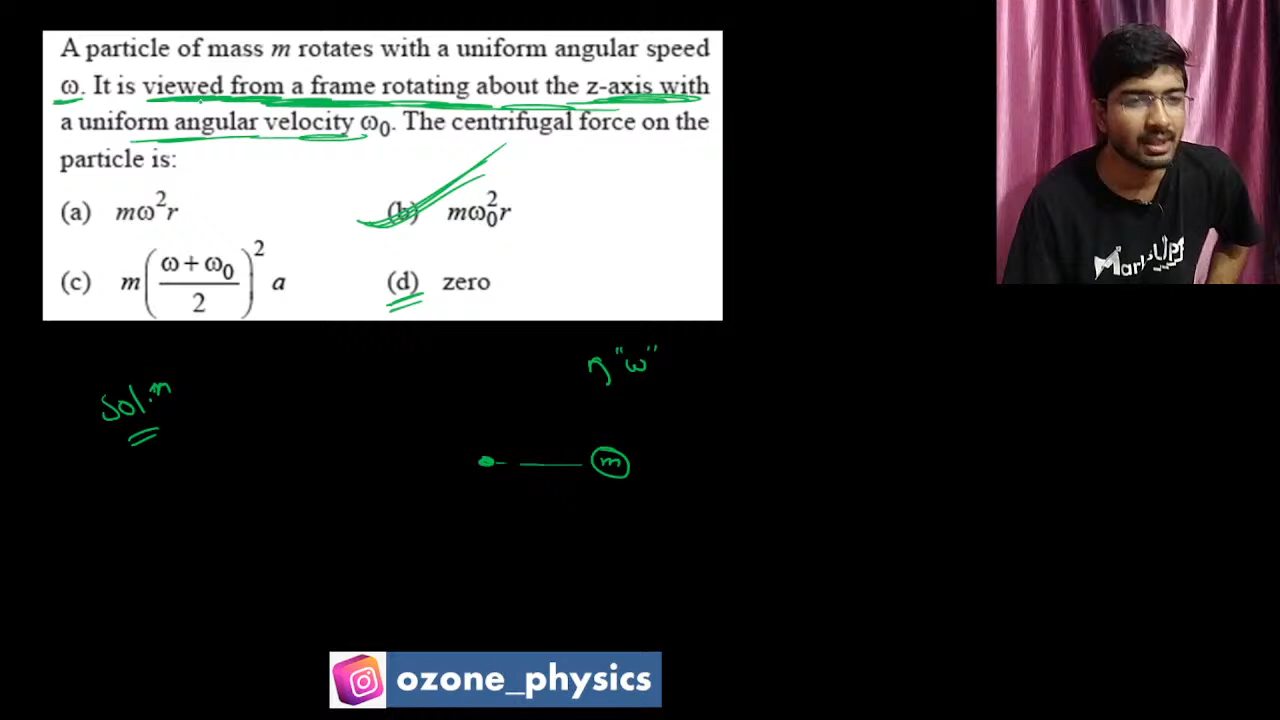 A particle of mass m rotates with a uniform angular speed
ω. It is viewed from a frame rotating about the z-axis with
a uniform angular velocity ω₀. The centrifugal force on the
particle is:
(a) mω²r (b) mω₀²r
(c) m((ω+ω₀)/2)² a (d) zero
"ω"
Sol.n
m
ozone_physics